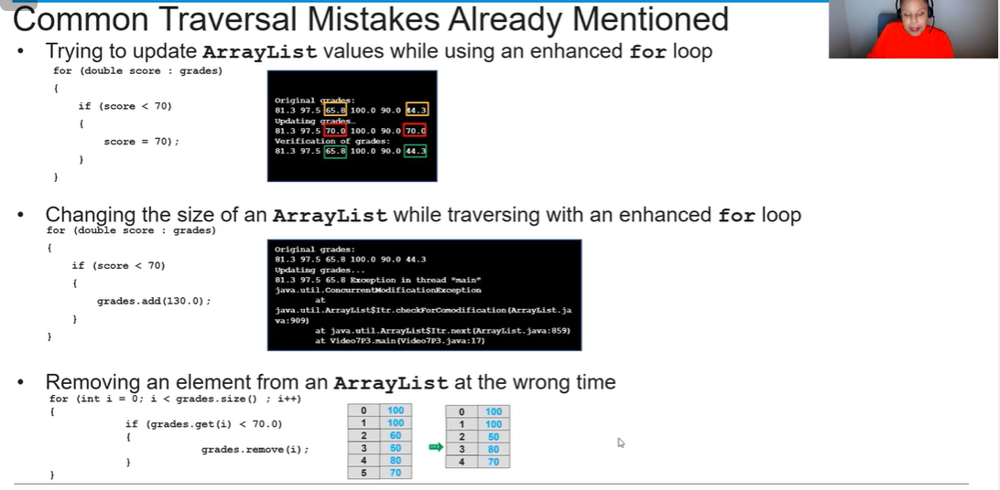 Common Traversal Mistakes Already Mentioned
• Trying to update ArrayList values while using an enhanced for loop
for (double score : grades)
{
if (score < 70)
{
score = 70);
}
}
Original grades:
81.3 97.5 65.8 100.0 90.0 44.3
Updating grades…
81.3 97.5 70.0 100.0 90.0 70.0
Verification of grades:
81.3 97.5 65.8 100.0 90.0 44.3
• Changing the size of an ArrayList while traversing with an enhanced for loop
for (double score : grades)
{
if (score < 70)
{
grades.add(130.0);
}
}
Original grades:
81.3 97.5 65.8 100.0 90.0 44.3
Updating grades...
81.3 97.5 65.8 Exception in thread "main"
java.util.ConcurrentModificationException
at
java.util.ArrayList$Itr.checkForComodification(ArrayList.ja
va:909)
at java.util.ArrayList$Itr.next(ArrayList.java:859)
at Video7P3.main(Video7P3.java:17)
• Removing an element from an ArrayList at the wrong time
for (int i = 0; i < grades.size() ; i++)
{
if (grades.get(i) < 70.0)
{
grades.remove(i);
}
}
0 100
1 100
2 60
3 50
4 80
5 70
0 100
1 100
2 50
3 80
4 70